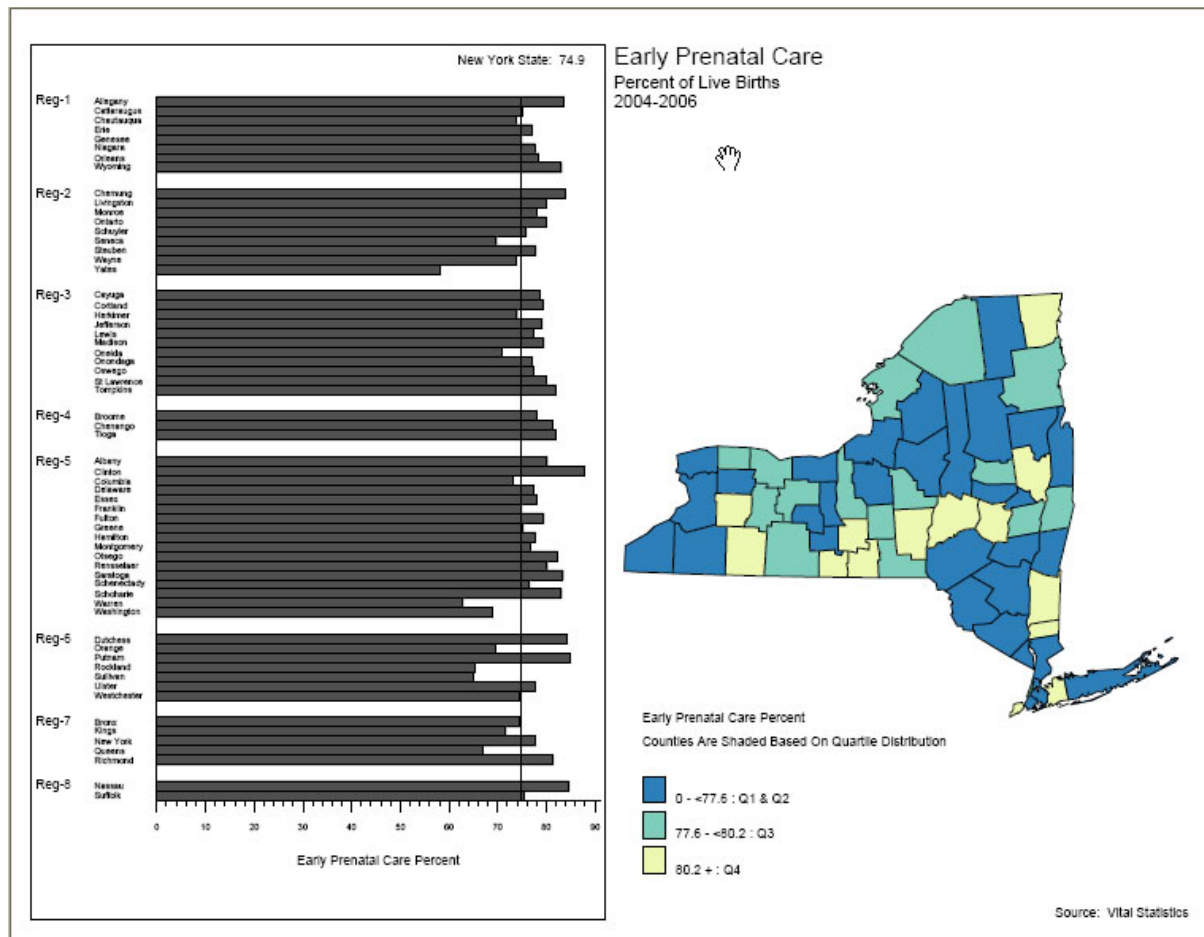 New York State: 74.9
Early Prenatal Care
Percent of Live Births
2004-2006
Reg-1
Allegany
Cattaraugus
Chautauqua
Erie
Genesee
Niagara
Orleans
Wyoming
Reg-2
Chemung
Livingston
Monroe
Ontario
Schuyler
Seneca
Steuben
Wayne
Yates
Reg-3
Cayuga
Cortland
Herkimer
Jefferson
Lewis
Madison
Oneida
Onondaga
Oswego
St Lawrence
Tompkins
Reg-4
Broome
Chenango
Tioga
Reg-5
Albany
Clinton
Columbia
Delaware
Essex
Franklin
Fulton
Greene
Hamilton
Montgomery
Otsego
Rensselaer
Saratoga
Schenectady
Schoharie
Warren
Washington
Reg-6
Dutchess
Orange
Putnam
Rockland
Sullivan
Ulster
Westchester
Reg-7
Bronx
Kings
New York
Queens
Richmond
Reg-8
Nassau
Suffolk
0 10 20 30 40 50 60 70 80 90
Early Prenatal Care Percent
Early Prenatal Care Percent
Counties Are Shaded Based On Quartile Distribution
0 - <77.6 : Q1 & Q2
77.6 - <80.2 : Q3
80.2 + : Q4
Source: Vital Statistics